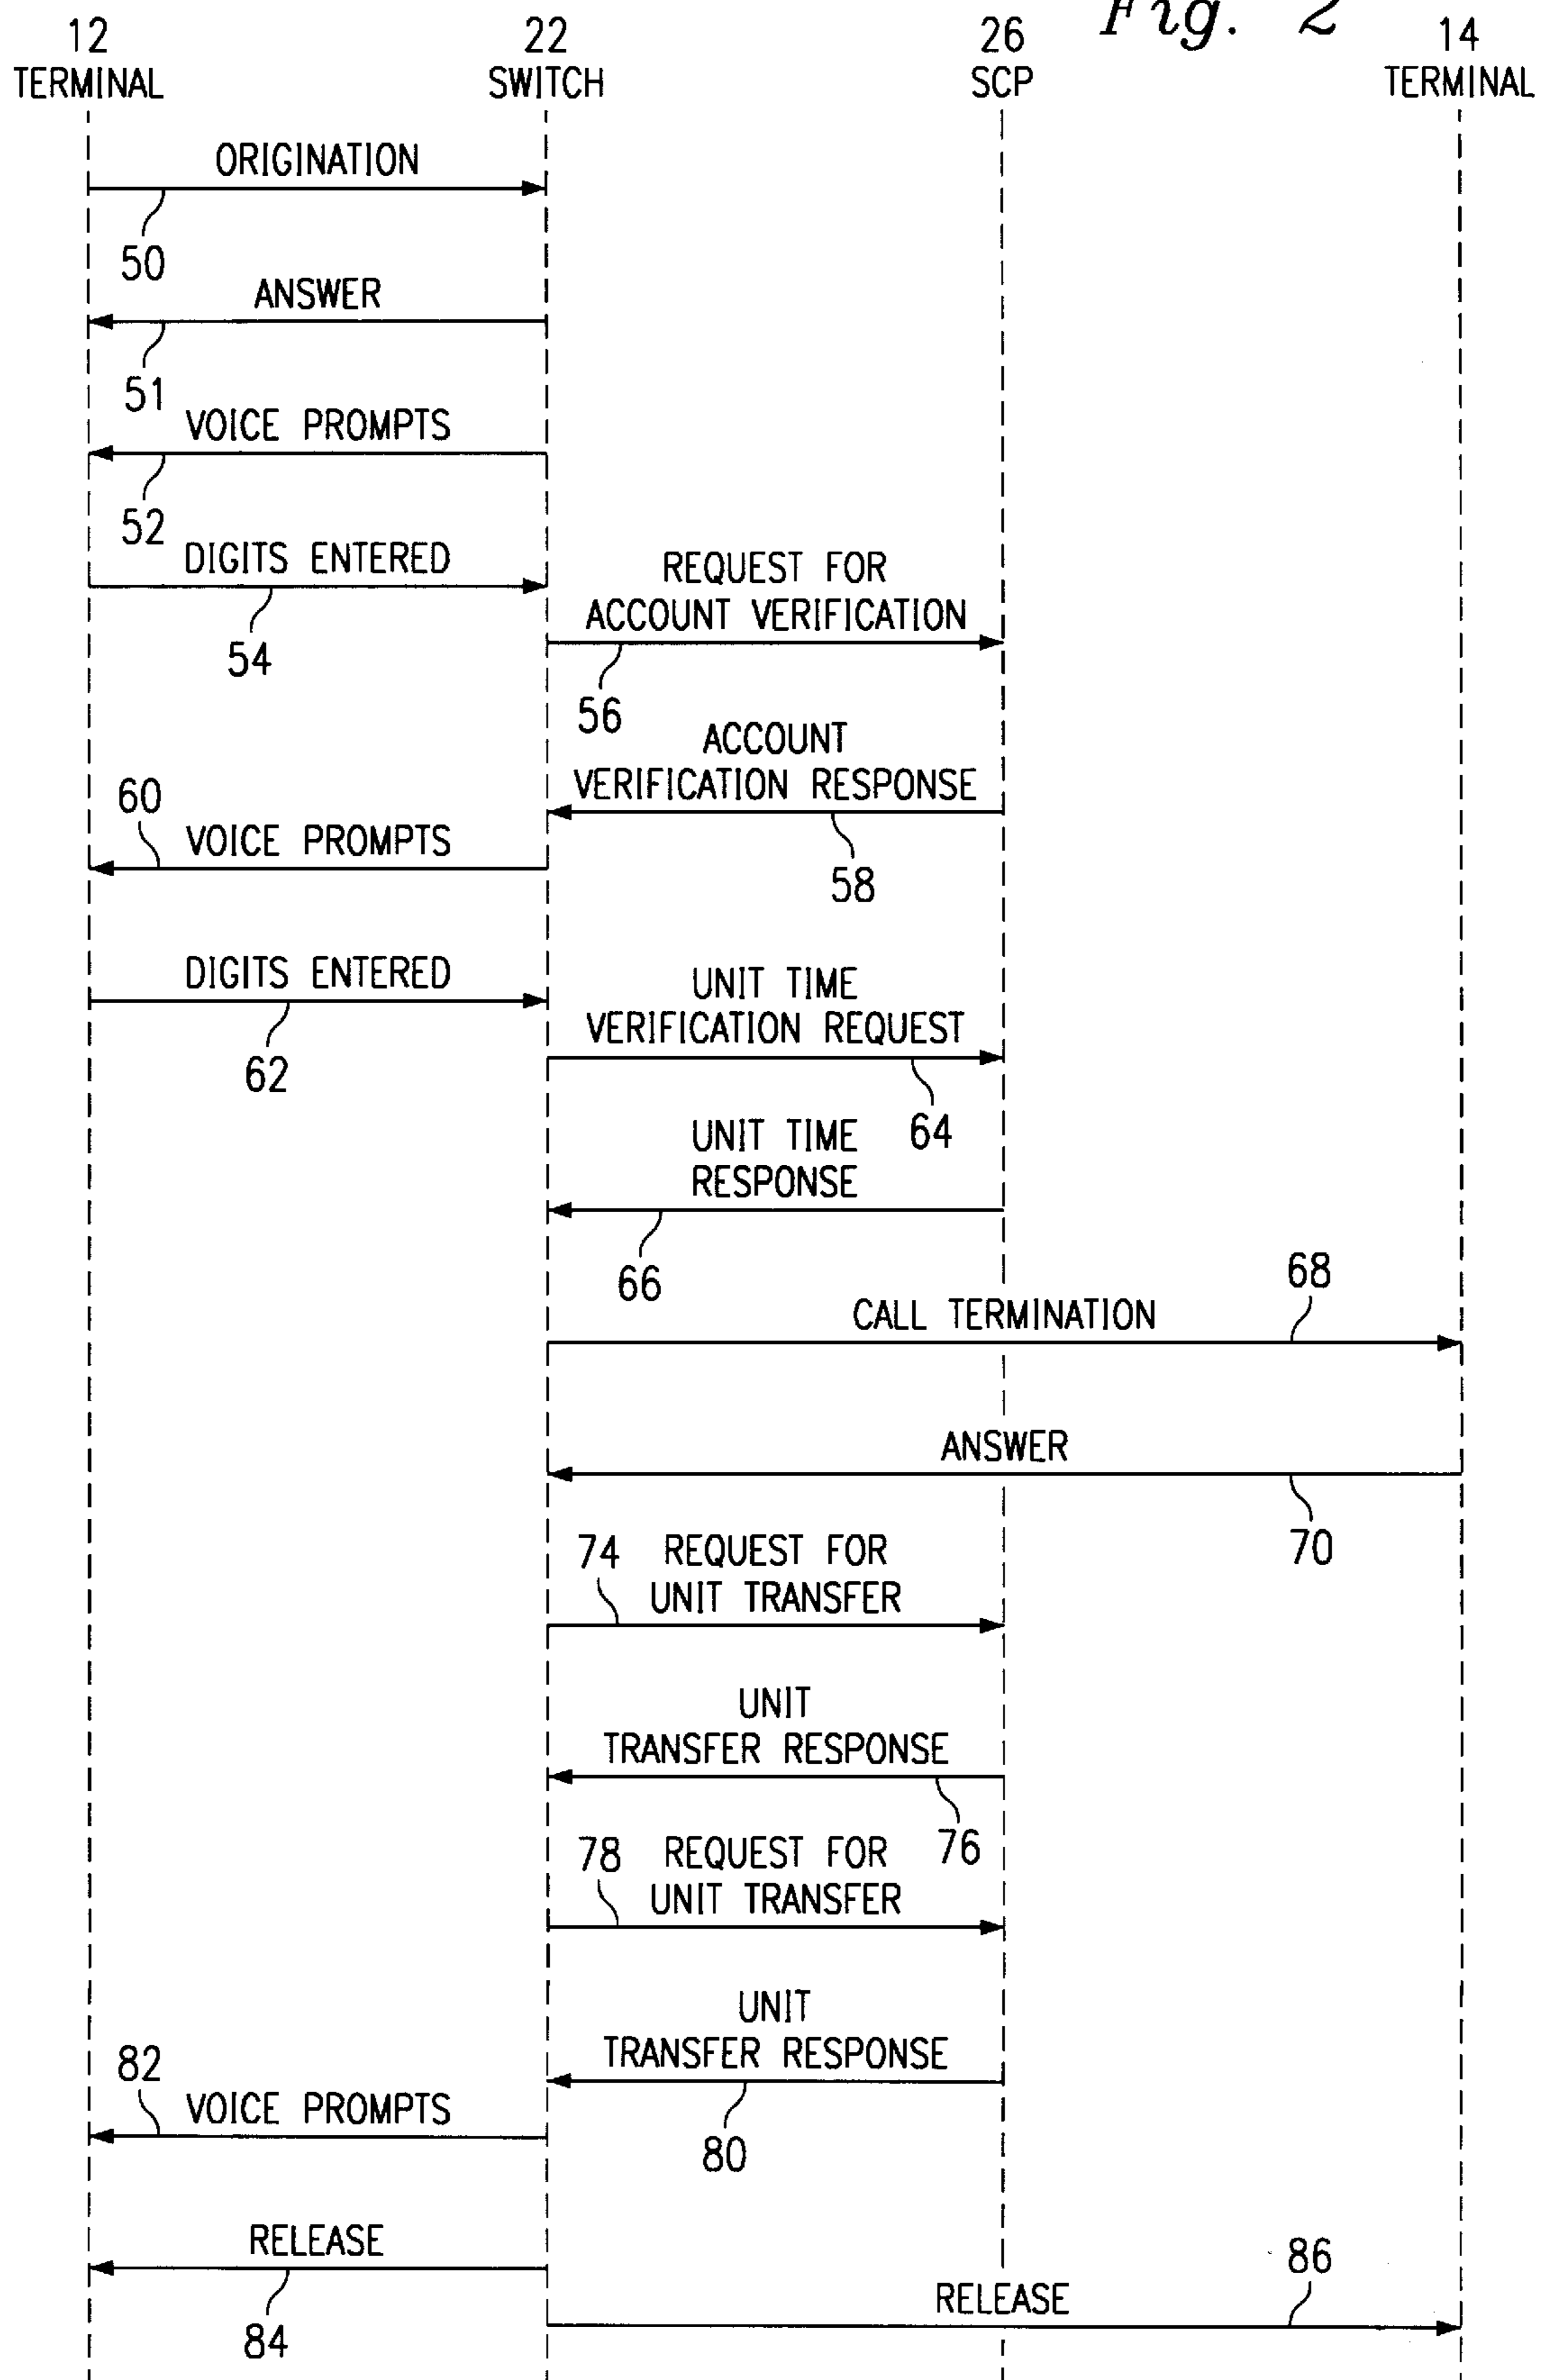 Fig. 2
12 22 26 14
TERMINAL SWITCH SCP TERMINAL
ORIGINATION
50
ANSWER
51
VOICE PROMPTS
52
DIGITS ENTERED
54
REQUEST FOR
ACCOUNT VERIFICATION
56
ACCOUNT
VERIFICATION RESPONSE
58
60
VOICE PROMPTS
DIGITS ENTERED
62
UNIT TIME
VERIFICATION REQUEST
64
UNIT TIME
RESPONSE
66
68
CALL TERMINATION
ANSWER
70
74 REQUEST FOR
UNIT TRANSFER
UNIT
TRANSFER RESPONSE
76
78 REQUEST FOR
UNIT TRANSFER
UNIT
TRANSFER RESPONSE
80
82
VOICE PROMPTS
RELEASE
84
86
RELEASE